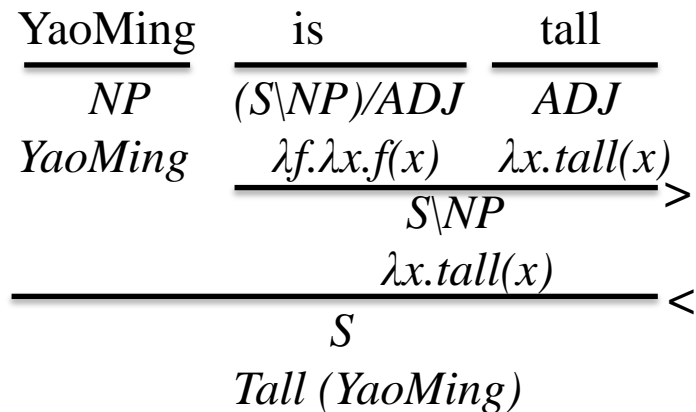 YaoMing is tall
NP (S\NP)/ADJ ADJ
YaoMing λf.λx.f(x) λx.tall(x)
>
S\NP
λx.tall(x)
<
S
Tall (YaoMing)